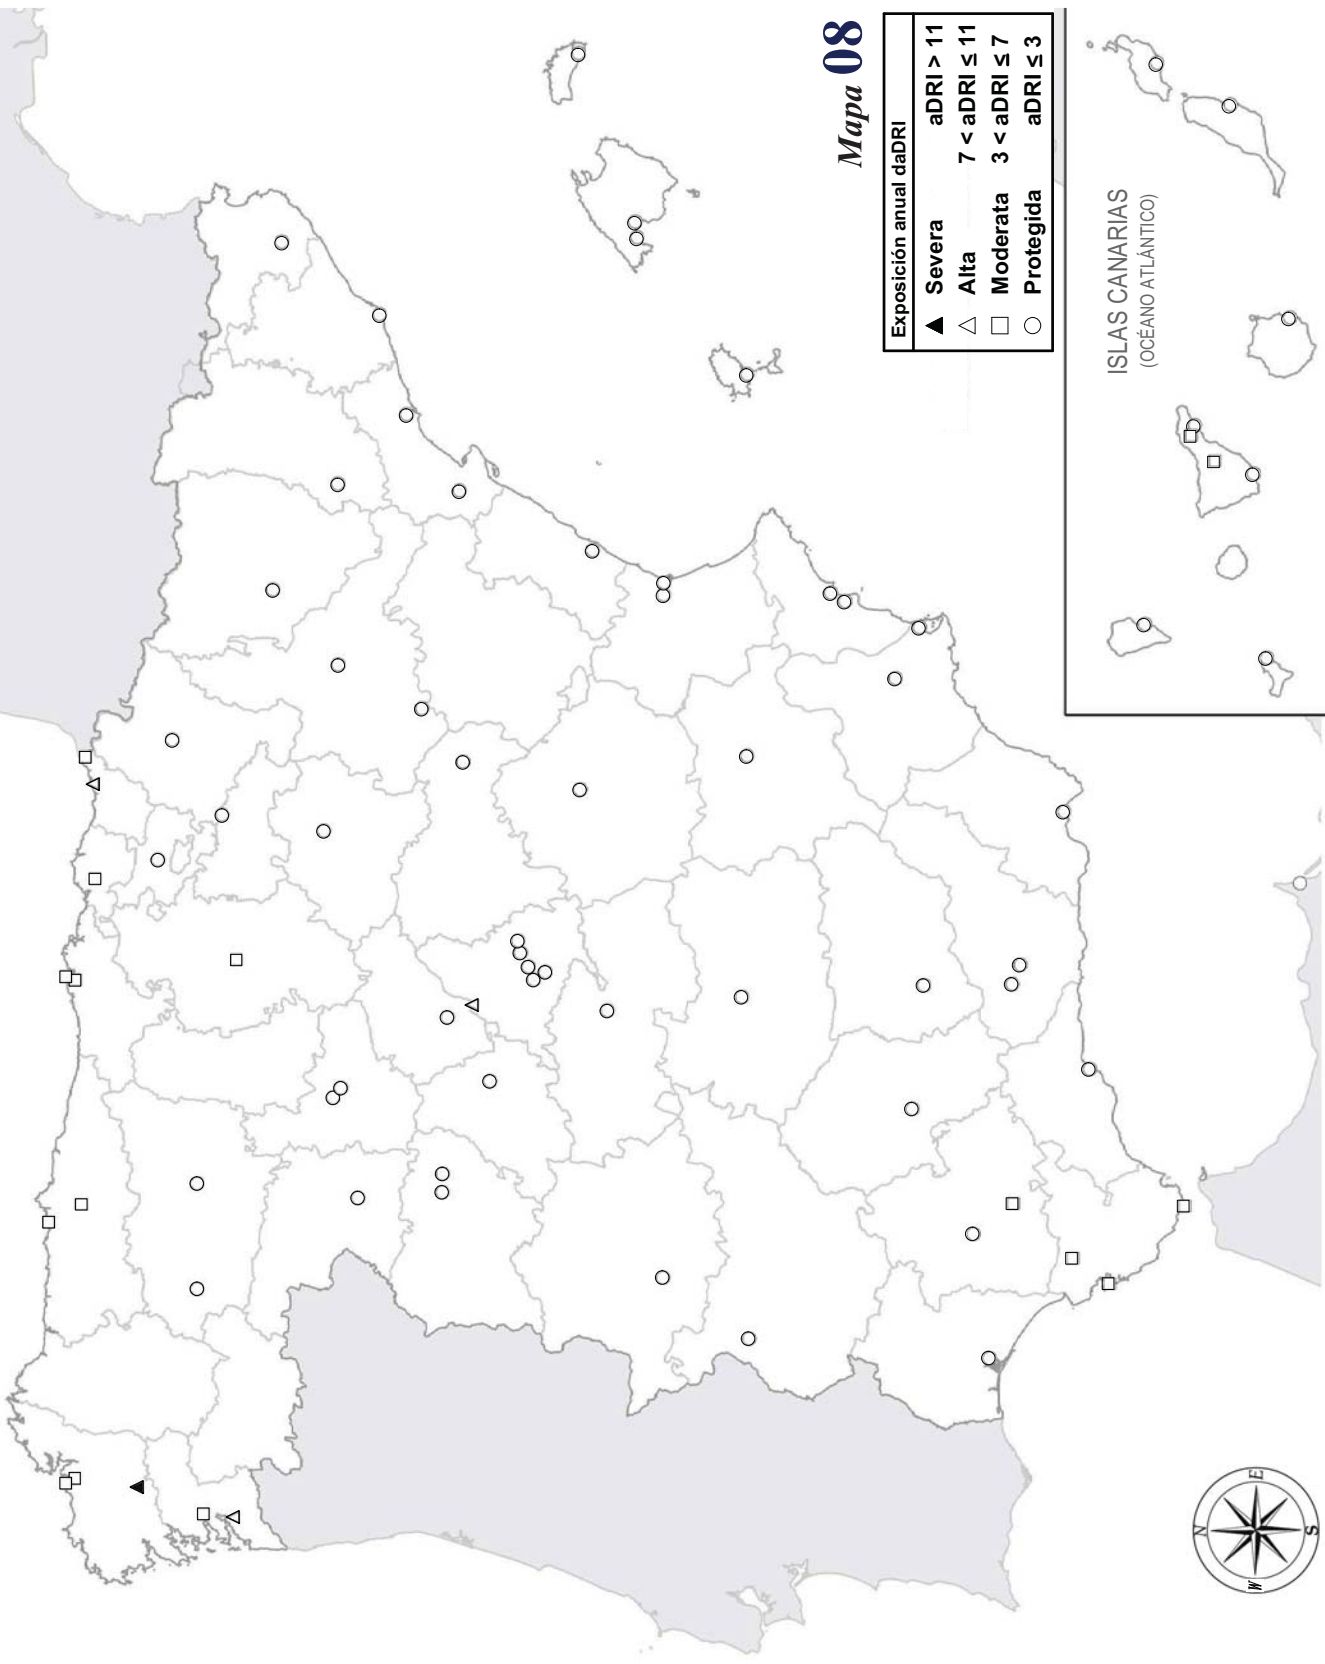 Mapa 08
Exposición anual daDRI
Severa aDRI > 11
Alta 7 < aDRI ≤ 11
Moderata 3 < aDRI ≤ 7
Protegida aDRI ≤ 3
ISLAS CANARIAS
(OCÉANO ATLÁNTICO)
N
W
E
S